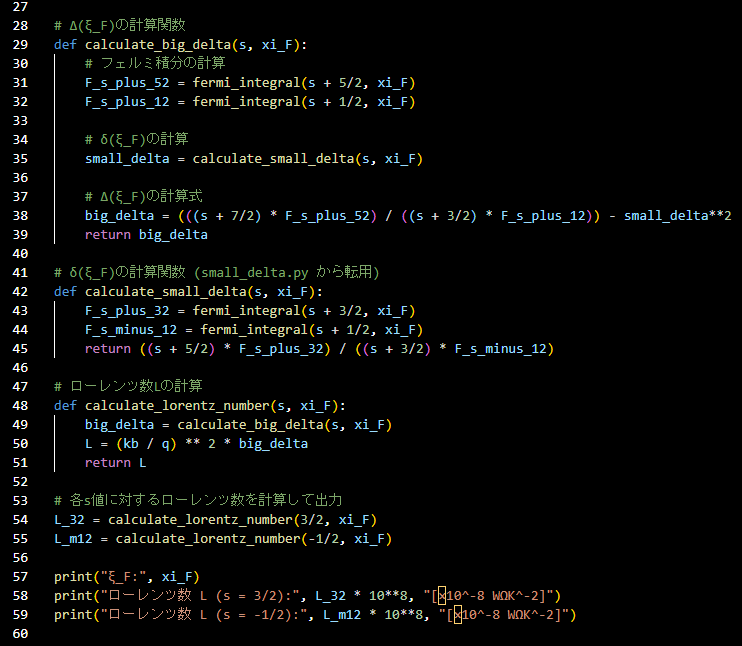 27
28 # Δ(ξ_F)の計算関数
29 def calculate_big_delta(s, xi_F):
30     # フェルミ積分の計算
31     F_s_plus_52 = fermi_integral(s + 5/2, xi_F)
32     F_s_plus_12 = fermi_integral(s + 1/2, xi_F)
33
34     # δ(ξ_F)の計算
35     small_delta = calculate_small_delta(s, xi_F)
36
37     # Δ(ξ_F)の計算式
38     big_delta = (((s + 7/2) * F_s_plus_52) / ((s + 3/2) * F_s_plus_12)) - small_delta**2
39     return big_delta
40
41 # δ(ξ_F)の計算関数 (small_delta.py から転用)
42 def calculate_small_delta(s, xi_F):
43     F_s_plus_32 = fermi_integral(s + 3/2, xi_F)
44     F_s_minus_12 = fermi_integral(s + 1/2, xi_F)
45     return ((s + 5/2) * F_s_plus_32) / ((s + 3/2) * F_s_minus_12)
46
47 # ローレンツ数Lの計算
48 def calculate_lorentz_number(s, xi_F):
49     big_delta = calculate_big_delta(s, xi_F)
50     L = (kb / q) ** 2 * big_delta
51     return L
52
53 # 各s値に対するローレンツ数を計算して出力
54 L_32 = calculate_lorentz_number(3/2, xi_F)
55 L_m12 = calculate_lorentz_number(-1/2, xi_F)
56
57 print("ξ_F:", xi_F)
58 print("ローレンツ数 L (s = 3/2):", L_32 * 10**8, "[×10^-8 WΩK^-2]")
59 print("ローレンツ数 L (s = -1/2):", L_m12 * 10**8, "[×10^-8 WΩK^-2]")
60